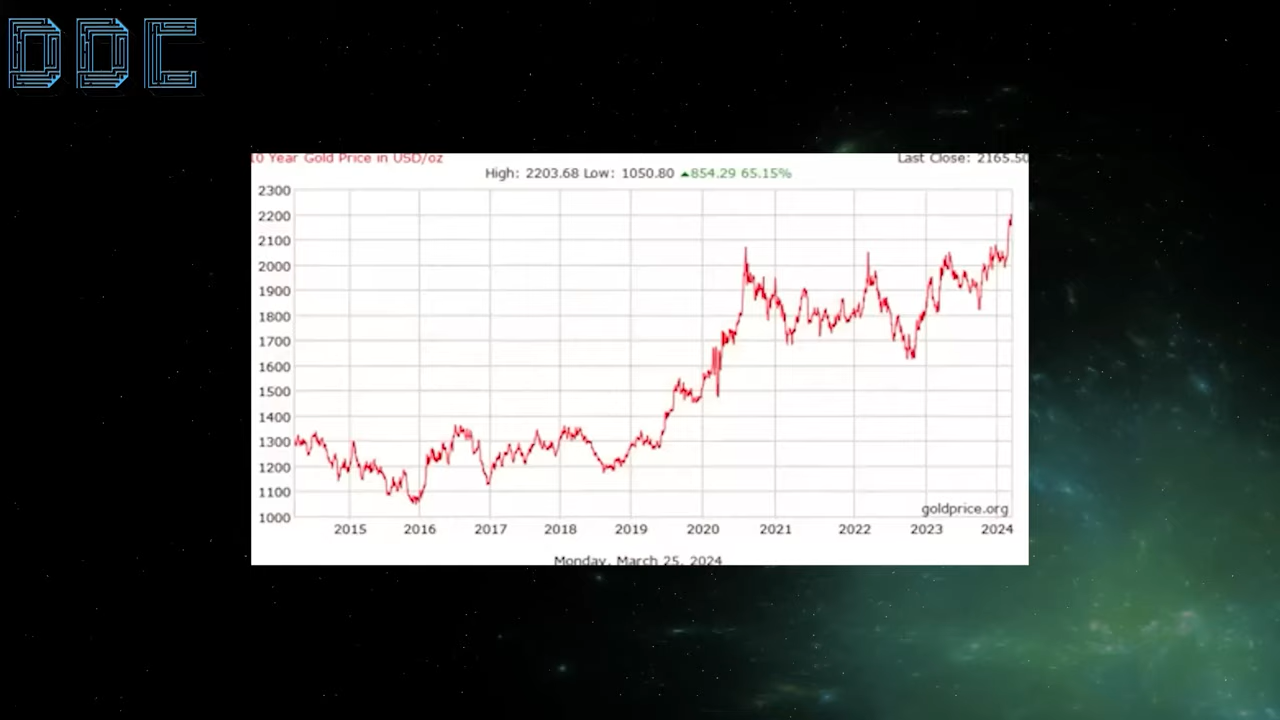 DDC
10 Year Gold Price in USD/oz
Last Close: 2165.50
High: 2203.68 Low: 1050.80 ▲854.29 65.15%
2300
2200
2100
2000
1900
1800
1700
1600
1500
1400
1300
1200
1100
1000
goldprice.org
2015 2016 2017 2018 2019 2020 2021 2022 2023 2024
Monday, March 25, 2024